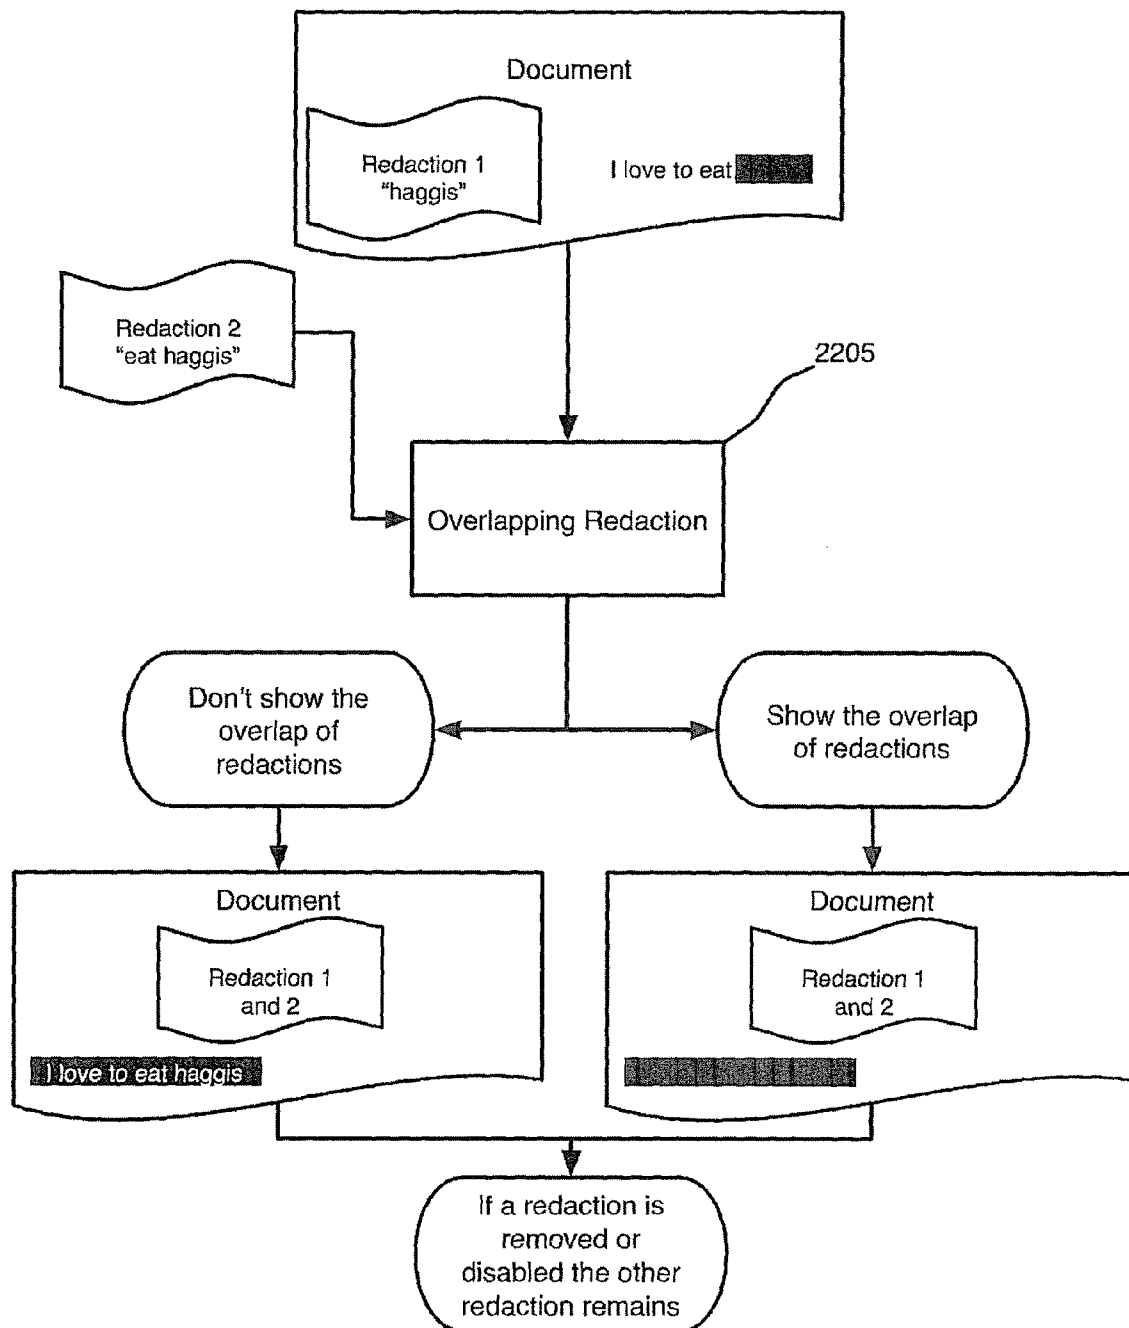 Document
Redaction 1
“haggis”
I love to eat
Redaction 2
“eat haggis”
2205
Overlapping Redaction
Don't show the
overlap of
redactions
Show the overlap
of redactions
Document
Redaction 1
and 2
I love to eat haggis
Document
Redaction 1
and 2
If a redaction is
removed or
disabled the other
redaction remains